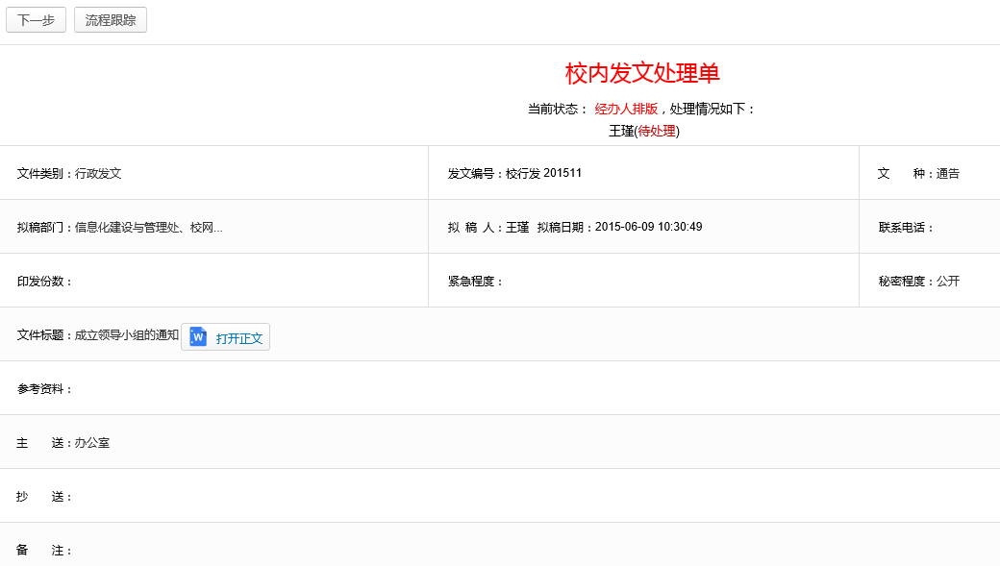 下一步 流程跟踪
校内发文处理单
当前状态： 经办人排版，处理情况如下：
王瑾(待处理)
文件类别：行政发文 发文编号：校行发 201511 文 种：通告
拟稿部门：信息化建设与管理处、校网... 拟 稿 人：王瑾 拟稿日期：2015-06-09 10:30:49 联系电话：
印发份数： 紧急程度： 秘密程度：公开
文件标题：成立领导小组的通知 W 打开正文
参考资料：
主 送：办公室
抄 送：
备 注：